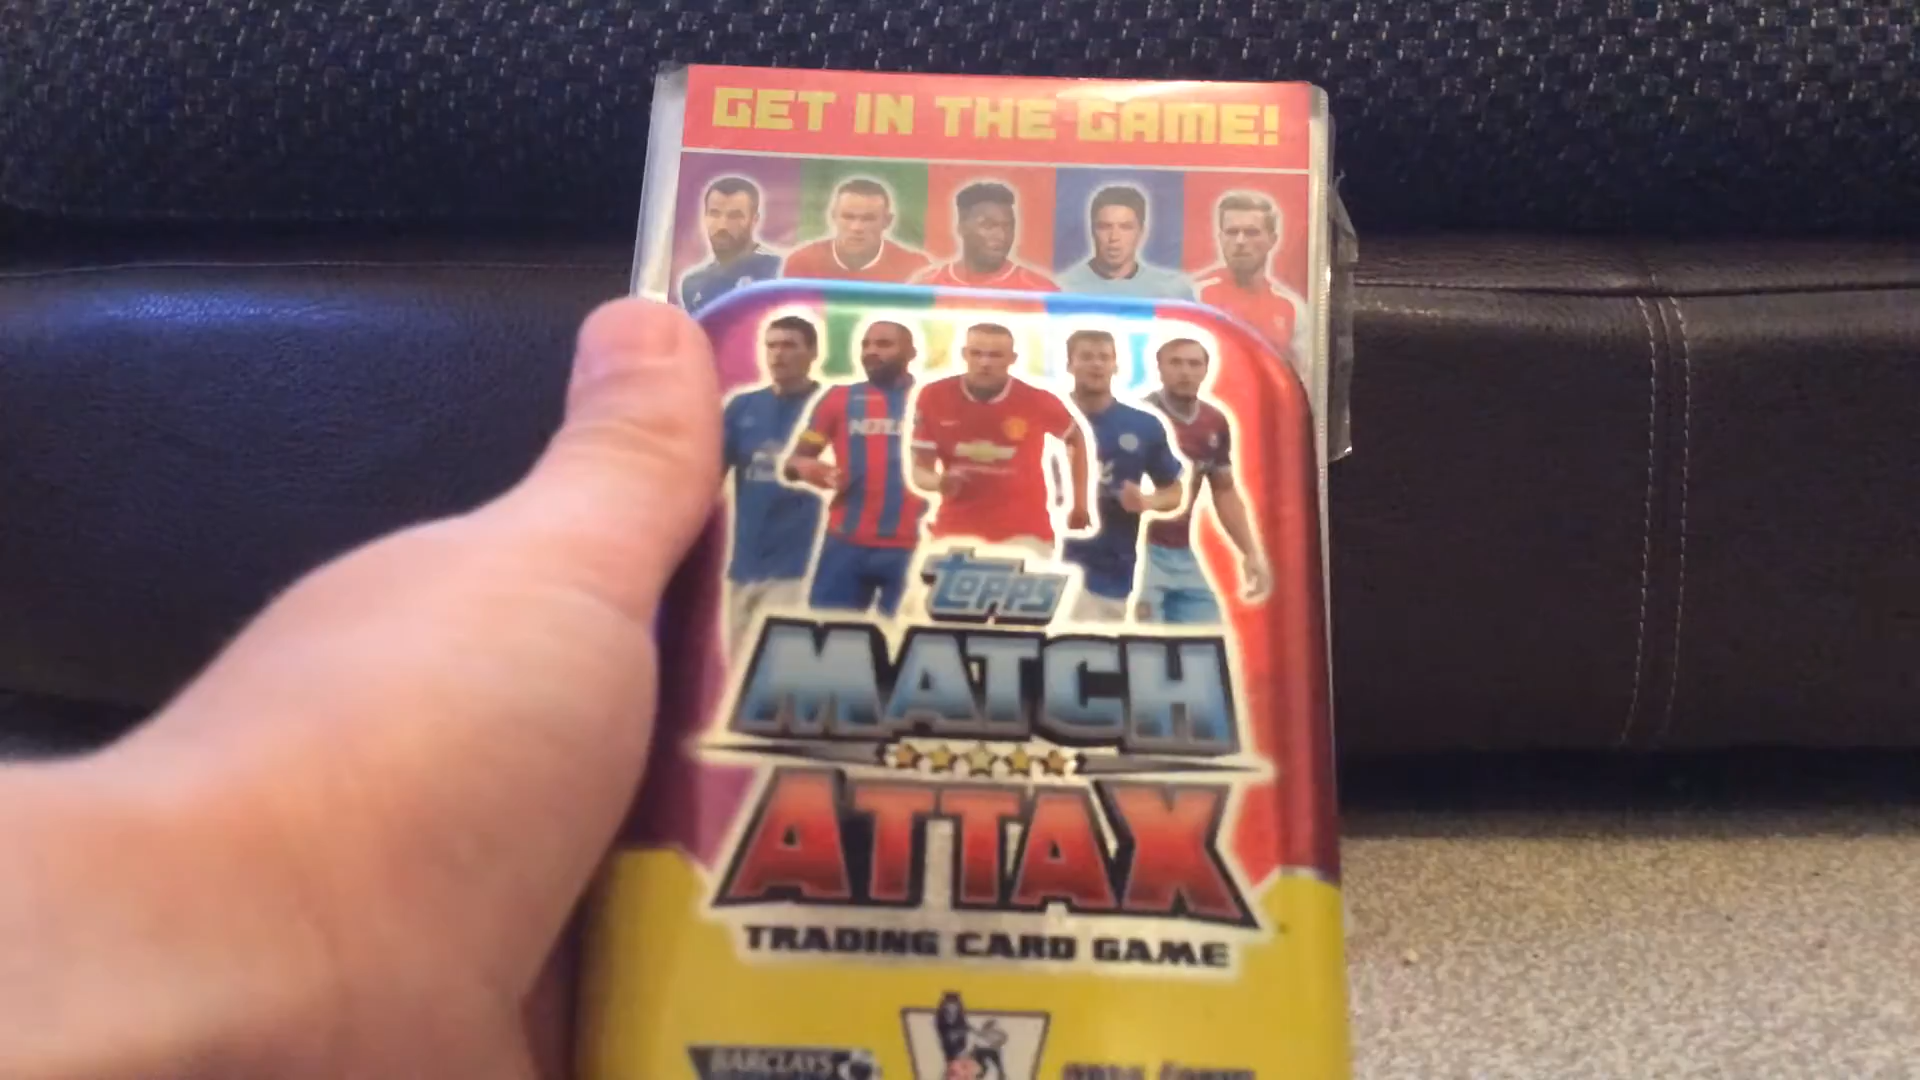 GET IN THE GAME!
TOPPS
MATCH
ATTAX
TRADING CARD GAME
BARCLAYS